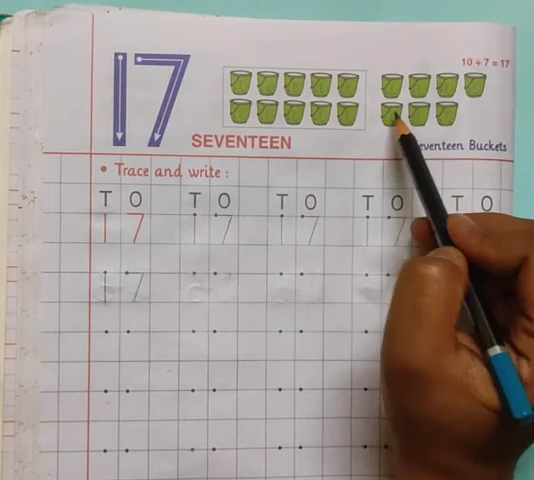 17
10 + 7 = 17
SEVENTEEN
eventeen Buckets
• Trace and write :
T O T O T O T O T O
17 17 17 17
17